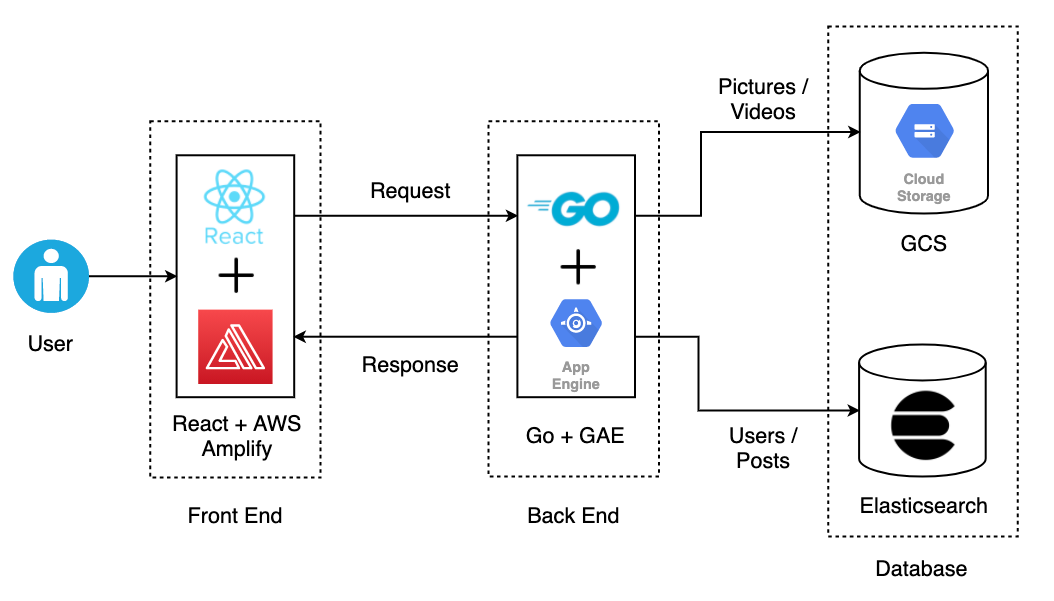 User
React
React + AWS
Amplify
Front End
Request
Response
GO
App
Engine
Go + GAE
Back End
Pictures /
Videos
Users /
Posts
Cloud
Storage
GCS
Elasticsearch
Database